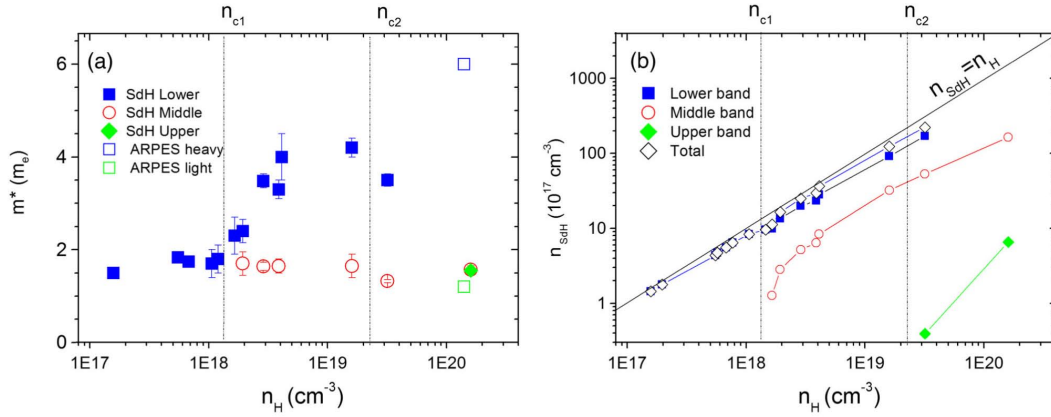 n_c1 n_c2
(a)
6
4
2
0
SdH Lower
SdH Middle
SdH Upper
ARPES heavy
ARPES light
m* (m_e)
1E17 1E18 1E19 1E20
n_H (cm^-3)
n_c1 n_c2
(b)
1000
100
10
1
Lower band
Middle band
Upper band
Total
n_SdH=n_H
n_SdH (10^17 cm^-3)
1E17 1E18 1E19 1E20
n_H (cm^-3)